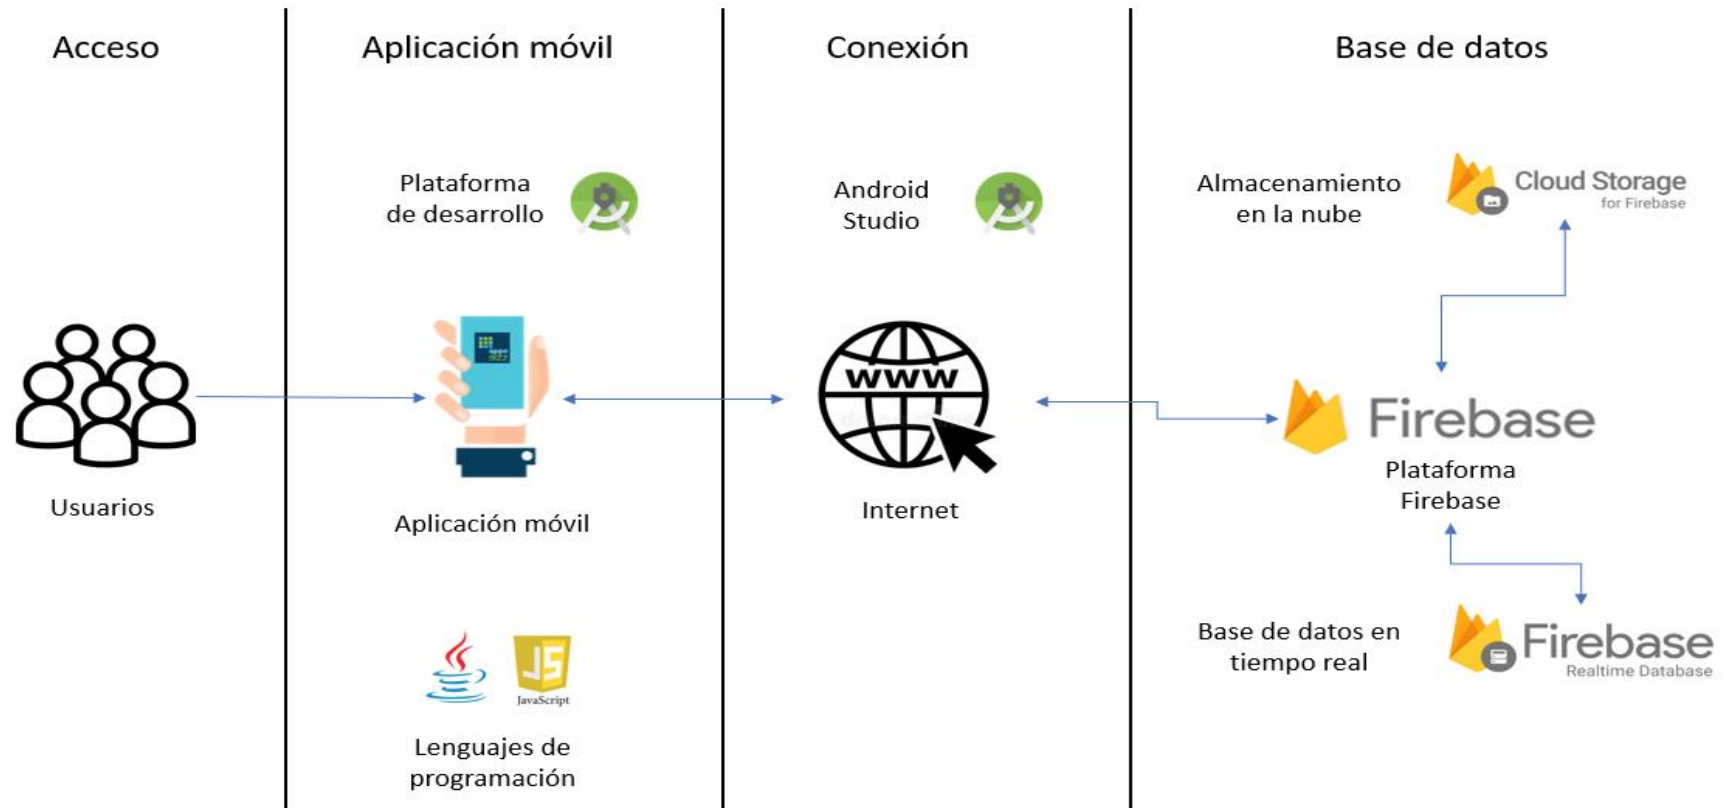 Acceso
Aplicación móvil
Conexión
Base de datos
Plataforma
de desarrollo
Android
Studio
Almacenamiento
en la nube
Cloud Storage
for Firebase
www
Firebase
Plataforma
Firebase
Usuarios
Aplicación móvil
Internet
Base de datos en
tiempo real
Firebase
Realtime Database
JS
JavaScript
Lenguajes de
programación